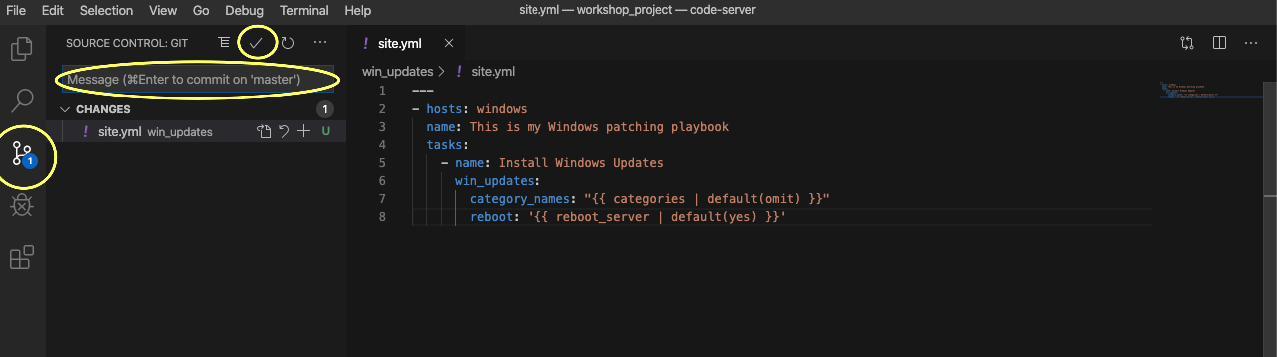 File Edit Selection View Go Debug Terminal Help
site.yml — workshop_project — code-server
SOURCE CONTROL: GIT
Message (⌘Enter to commit on 'master')
CHANGES 1
! site.yml win_updates U
1
! site.yml
win_updates > ! site.yml
1 ---
2 - hosts: windows
3   name: This is my Windows patching playbook
4   tasks:
5     - name: Install Windows Updates
6       win_updates:
7         category_names: "{{ categories | default(omit) }}"
8         reboot: '{{ reboot_server | default(yes) }}'